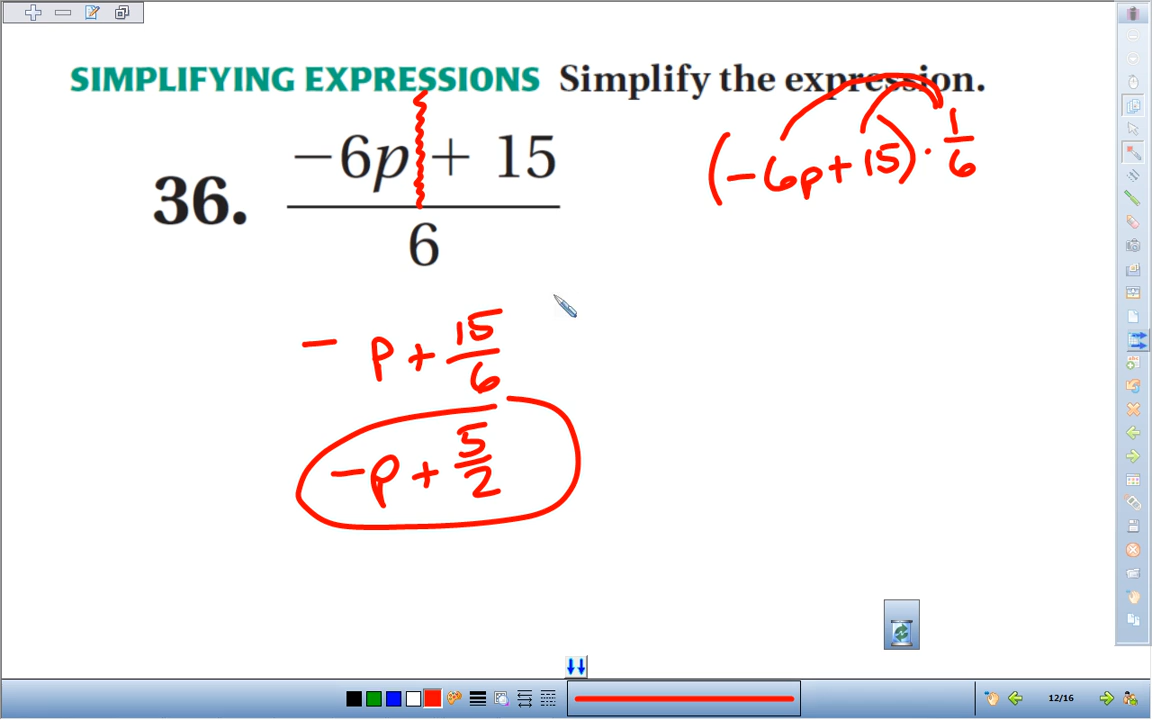 SIMPLIFYING EXPRESSIONS Simplify the expression.
36. −6p + 15 / 6
(−6p + 15) · 1/6
− p + 15/6
−p + 5/2
12/16